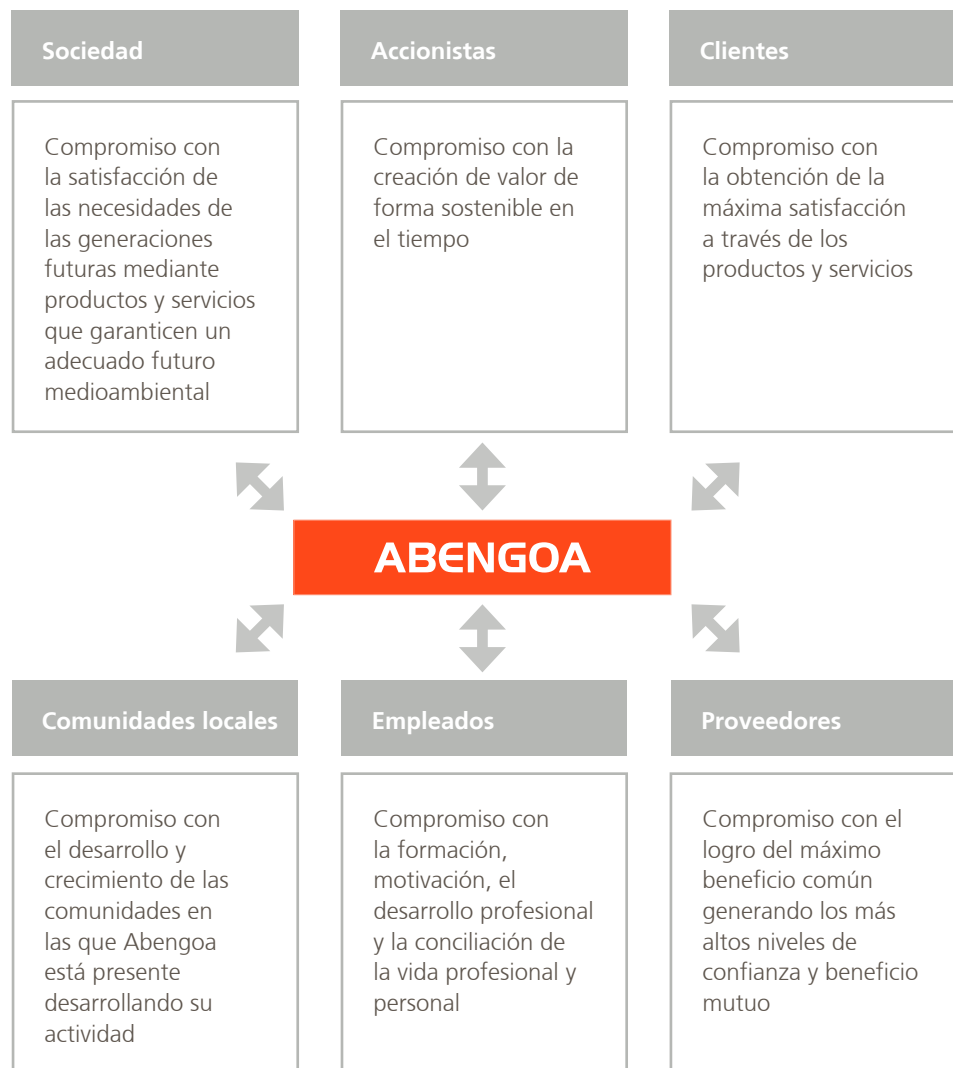 Sociedad
Compromiso con
la satisfacción de
las necesidades de
las generaciones
futuras mediante
productos y servicios
que garanticen un
adecuado futuro
medioambiental
Accionistas
Compromiso con la
creación de valor de
forma sostenible en
el tiempo
Clientes
Compromiso con
la obtención de la
máxima satisfacción
a través de los
productos y servicios
ABENGOA
Comunidades locales
Compromiso con
el desarrollo y
crecimiento de las
comunidades en
las que Abengoa
está presente
desarrollando su
actividad
Empleados
Compromiso con
la formación,
motivación, el
desarrollo profesional
y la conciliación de
la vida profesional y
personal
Proveedores
Compromiso con el
logro del máximo
beneficio común
generando los más
altos niveles de
confianza y beneficio
mutuo